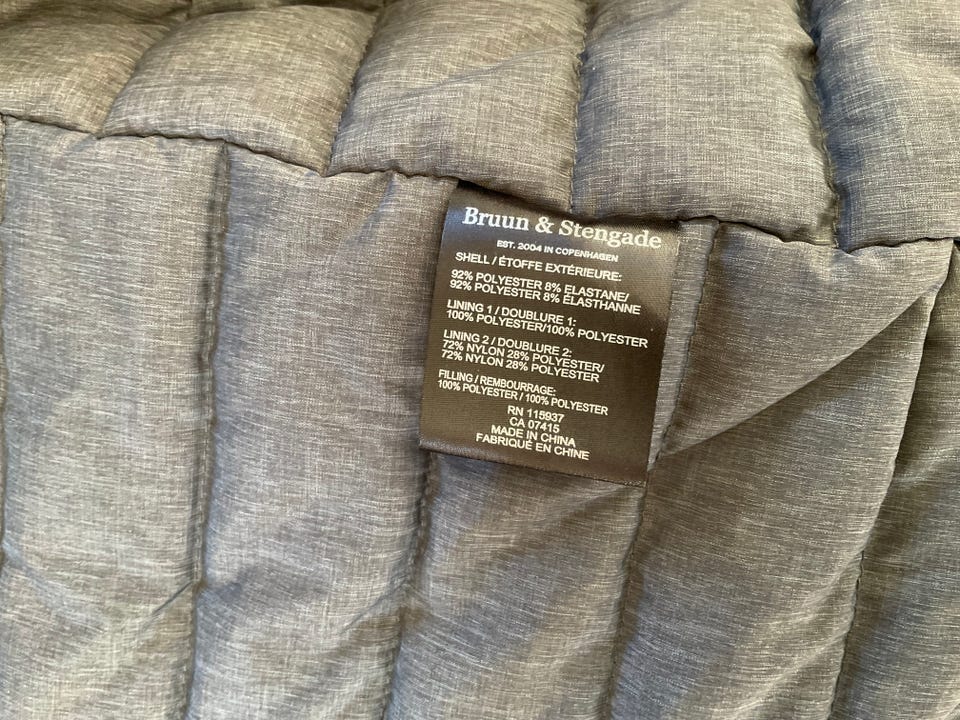 Bruun & Stengade
EST. 2004 IN COPENHAGEN
SHELL / ÉTOFFE EXTÉRIEURE:
92% POLYESTER 8% ELASTANE/
92% POLYESTER 8% ÉLASTHANNE
LINING 1 / DOUBLURE 1:
100% POLYESTER/100% POLYESTER
LINING 2 / DOUBLURE 2:
72% NYLON 28% POLYESTER/
72% NYLON 28% POLYESTER
FILLING / REMBOURRAGE:
100% POLYESTER / 100% POLYESTER
RN 115937
CA 07415
MADE IN CHINA
FABRIQUÉ EN CHINE